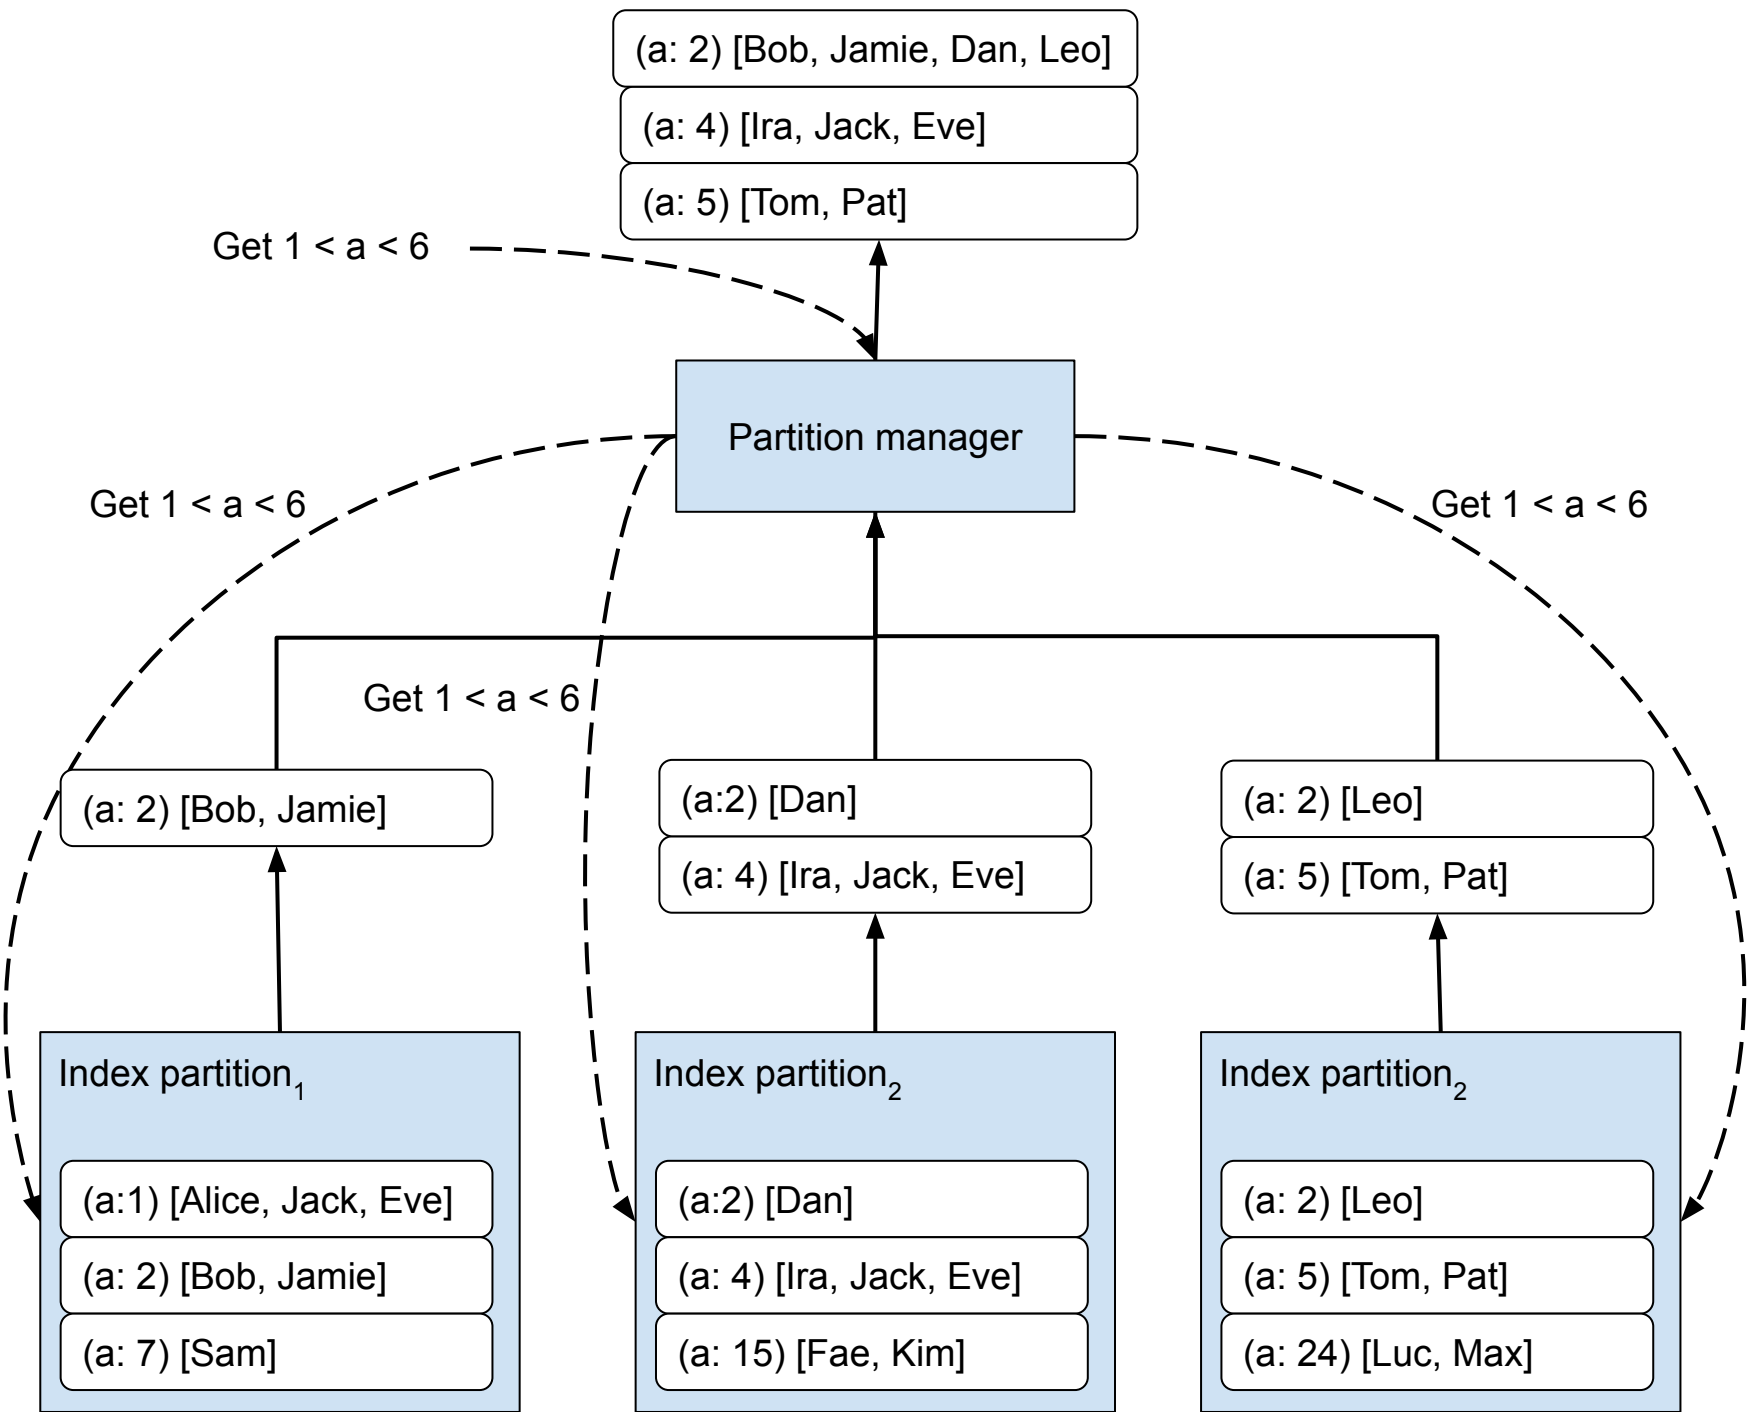 (a: 2) [Bob, Jamie, Dan, Leo]
(a: 4) [Ira, Jack, Eve]
(a: 5) [Tom, Pat]
Get 1 < a < 6
Partition manager
Get 1 < a < 6
Get 1 < a < 6
Get 1 < a < 6
(a: 2) [Bob, Jamie]
(a:2) [Dan]
(a: 4) [Ira, Jack, Eve]
(a: 2) [Leo]
(a: 5) [Tom, Pat]
Index partition₁
(a:1) [Alice, Jack, Eve]
(a: 2) [Bob, Jamie]
(a: 7) [Sam]
Index partition₂
(a:2) [Dan]
(a: 4) [Ira, Jack, Eve]
(a: 15) [Fae, Kim]
Index partition₂
(a: 2) [Leo]
(a: 5) [Tom, Pat]
(a: 24) [Luc, Max]